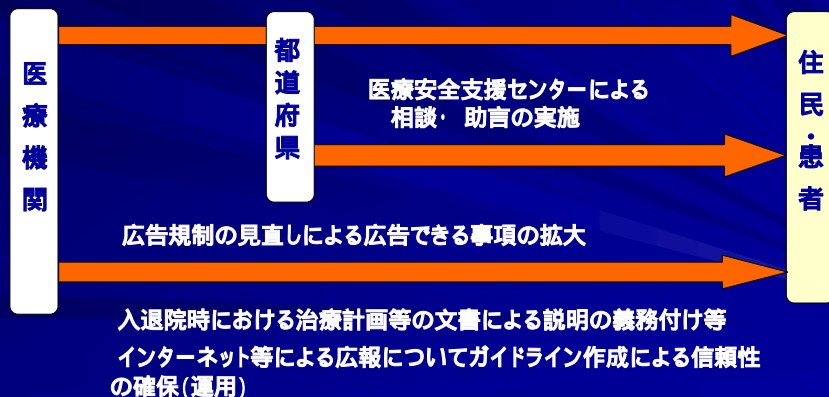 医療機関
都道府県
住民・患者
医療安全支援センターによる
相談・ 助言の実施
広告規制の見直しによる広告できる事項の拡大
入退院時における治療計画等の文書による説明の義務付け等
インターネット等による広報についてガイドライン作成による信頼性
の確保(運用)